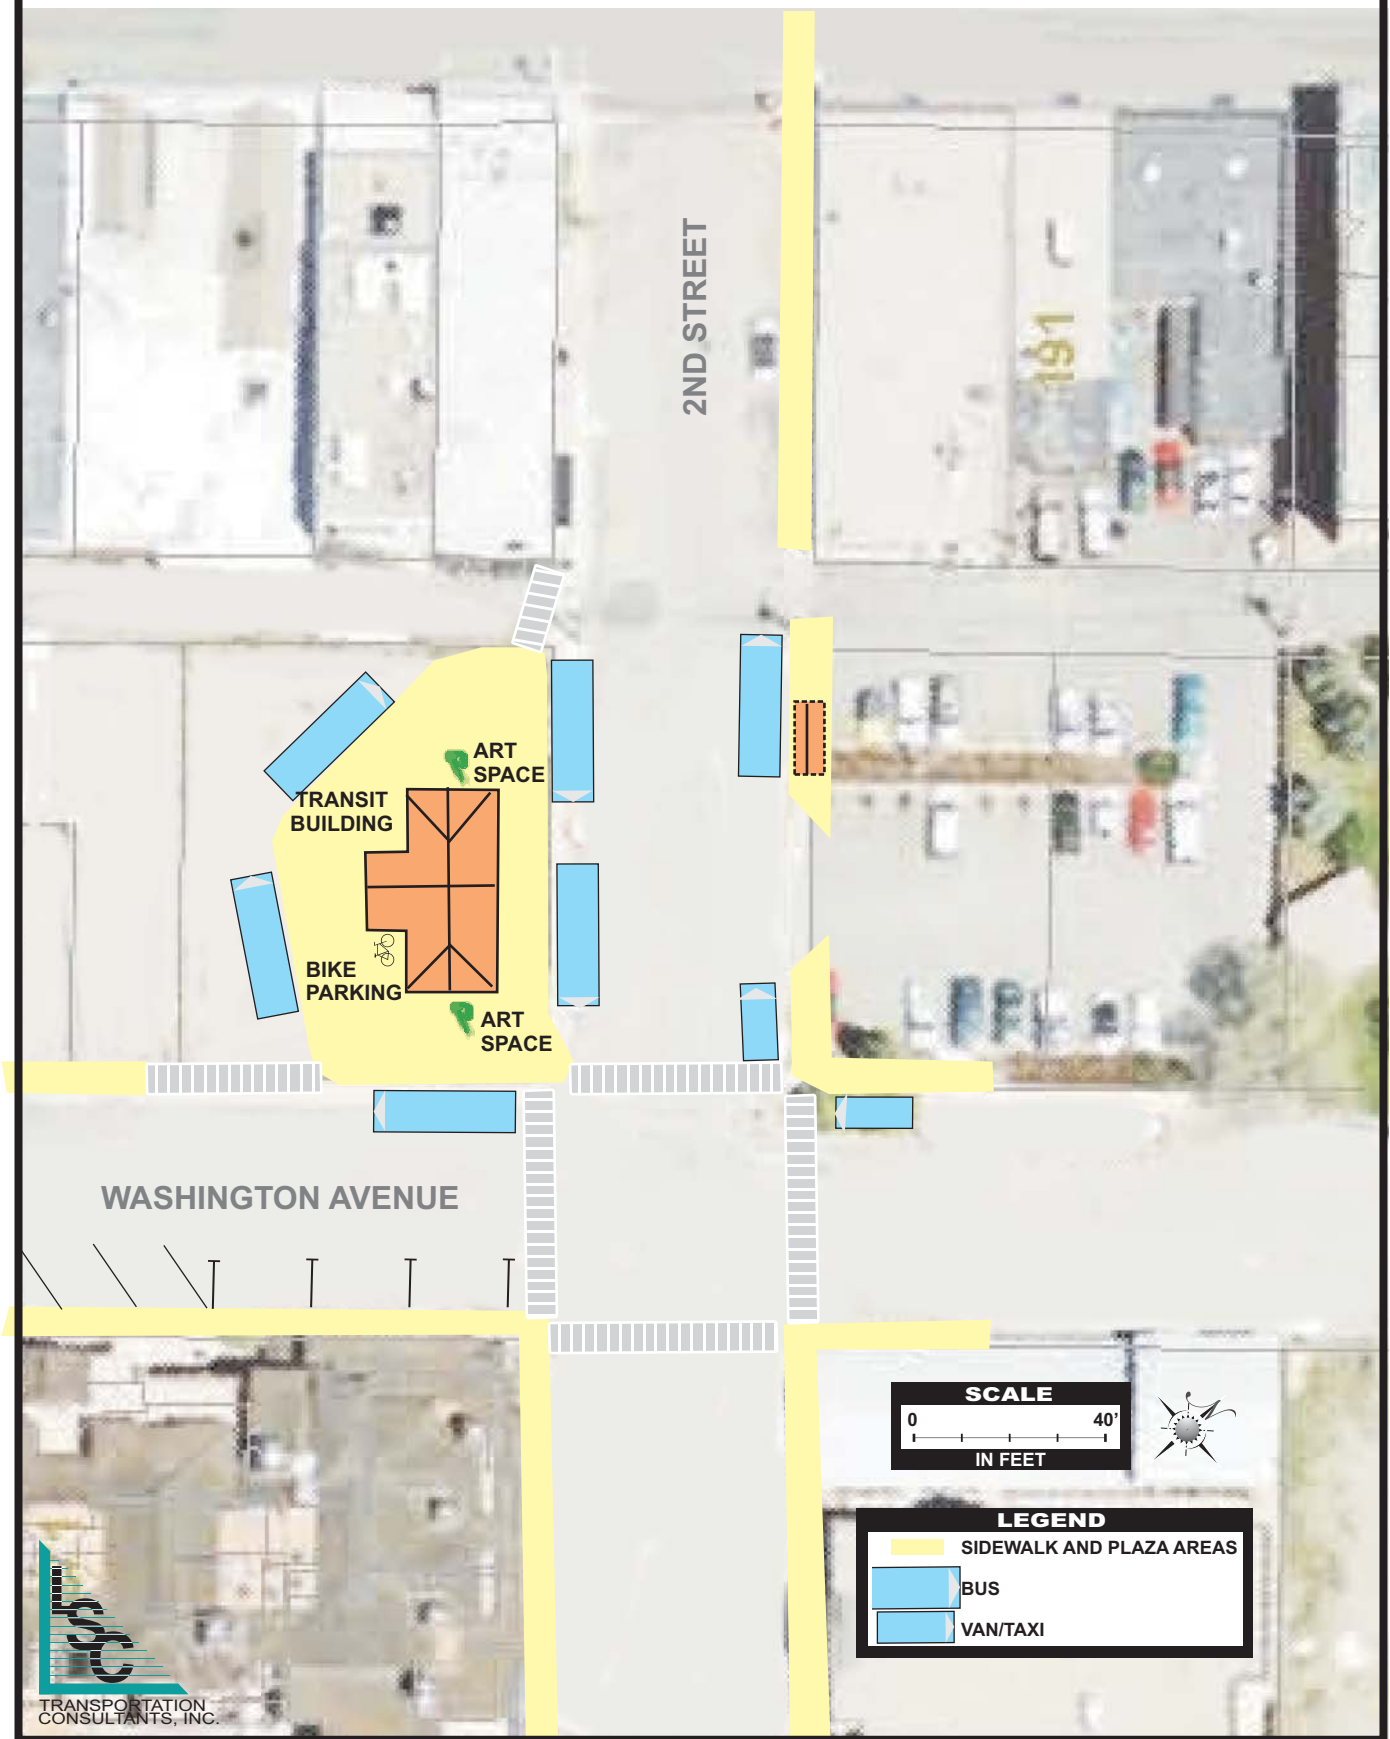 2ND STREET
191
ART
SPACE
TRANSIT
BUILDING
BIKE
PARKING
ART
SPACE
WASHINGTON AVENUE
SCALE
0 40'
IN FEET
N
LEGEND
SIDEWALK AND PLAZA AREAS
BUS
VAN/TAXI
LSC
TRANSPORTATION
CONSULTANTS, INC.